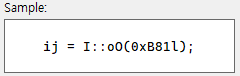 Sample:
ij = I::oO(0xB81l);